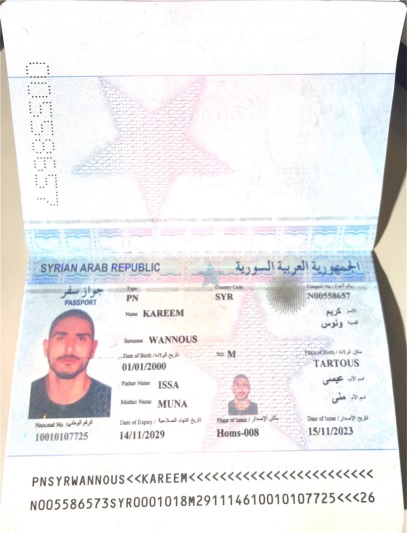 00558657
SYRIAN ARAB REPUBLIC الجمهورية العربية السورية
جواز سفر
PASSPORT
Type Country Code Passport No.
PN SYR N00558657
Name KAREEM الاسم كريم
Surname WANNOUS النسبة ونوس
Date of Birth / تاريخ الولادة Sex M Place of Birth / مكان الولادة
01/01/2000 TARTOUS
Father Name ISSA اسم الأب عيسى
Mother Name MUNA اسم الأم منى
National No. / الرقم الوطني Date of Expiry / تاريخ انتهاء الصلاحية Place of Issue / مكان الإصدار Date of Issue / تاريخ الإصدار
10010107725 14/11/2029 Homs-008 15/11/2023
PNSYRWANNOUS<<KAREEM<<<<<<<<<<<<<<<<<<<<<<<<
N005586573SYR0001018M291114610010107725<<<26